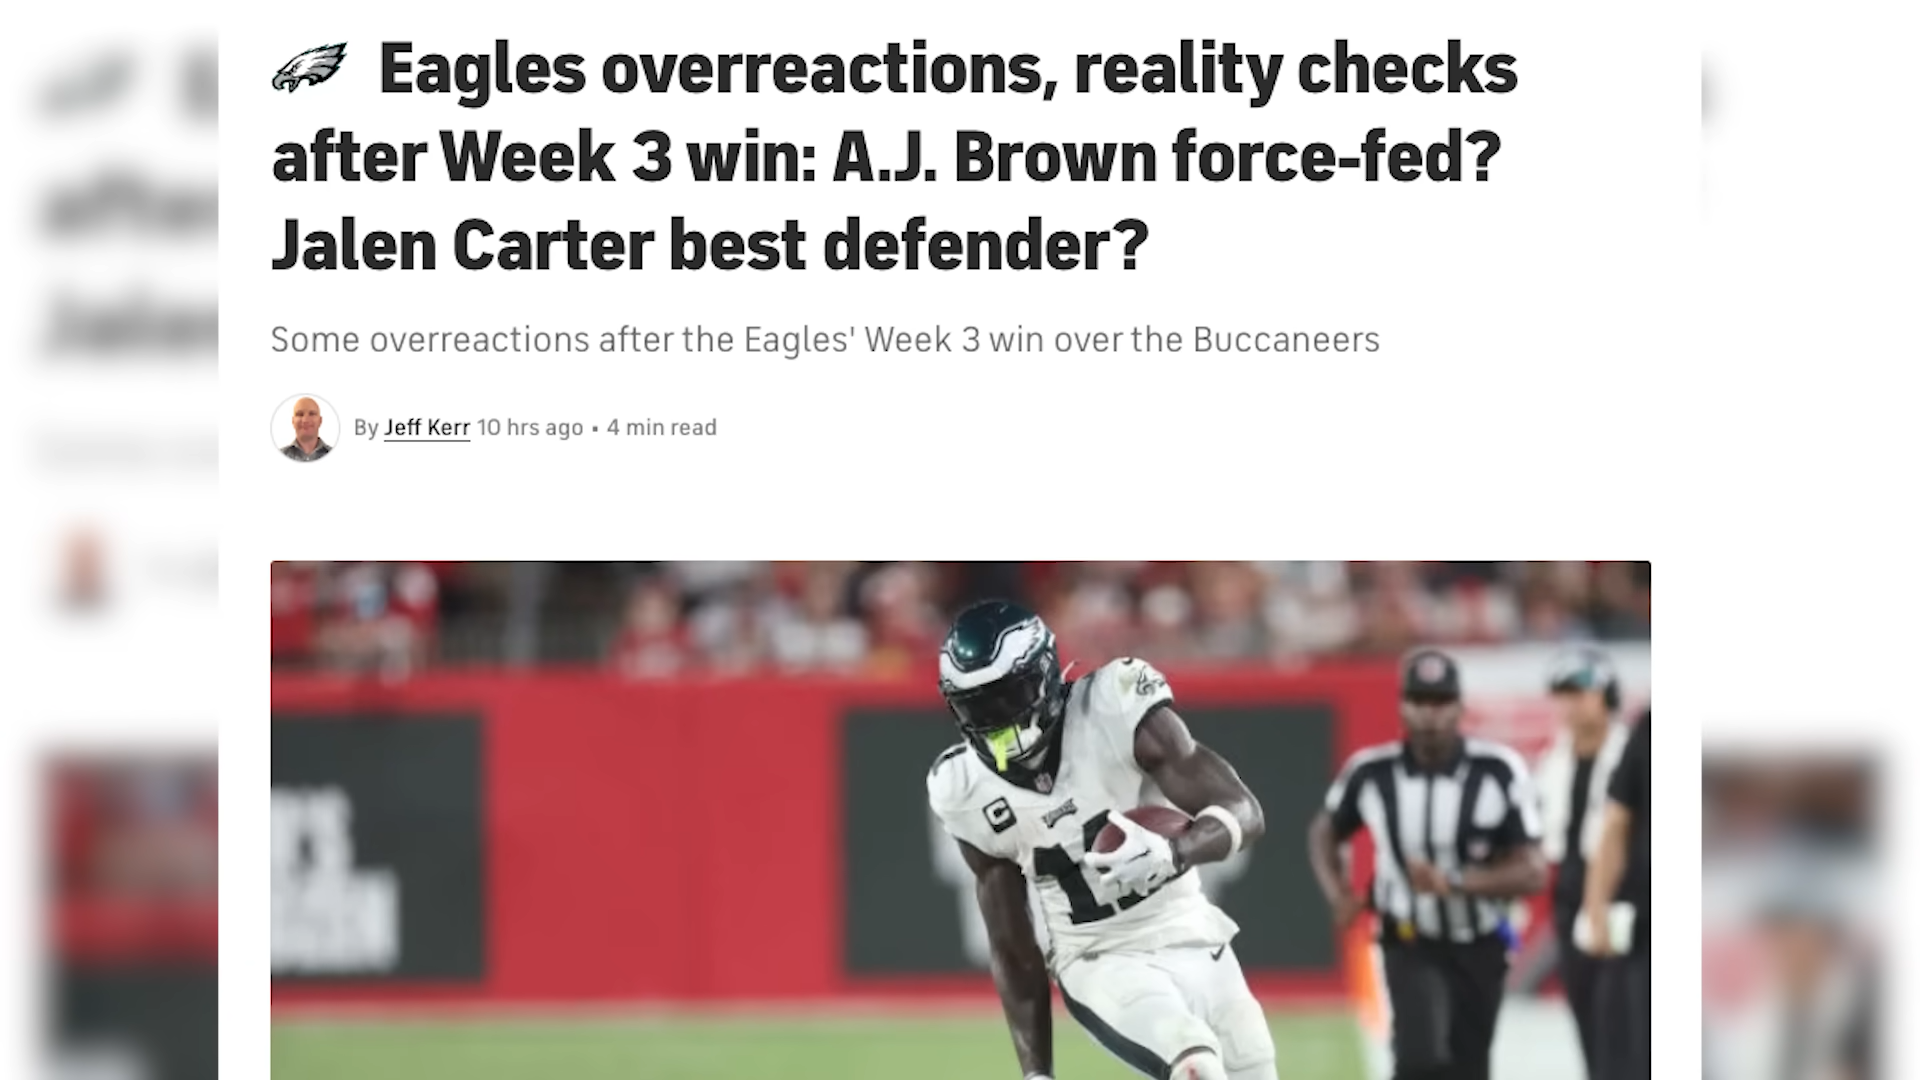 Eagles overreactions, reality checks
after Week 3 win: A.J. Brown force-fed?
Jalen Carter best defender?
Some overreactions after the Eagles' Week 3 win over the Buccaneers
By Jeff Kerr 10 hrs ago • 4 min read
C
11